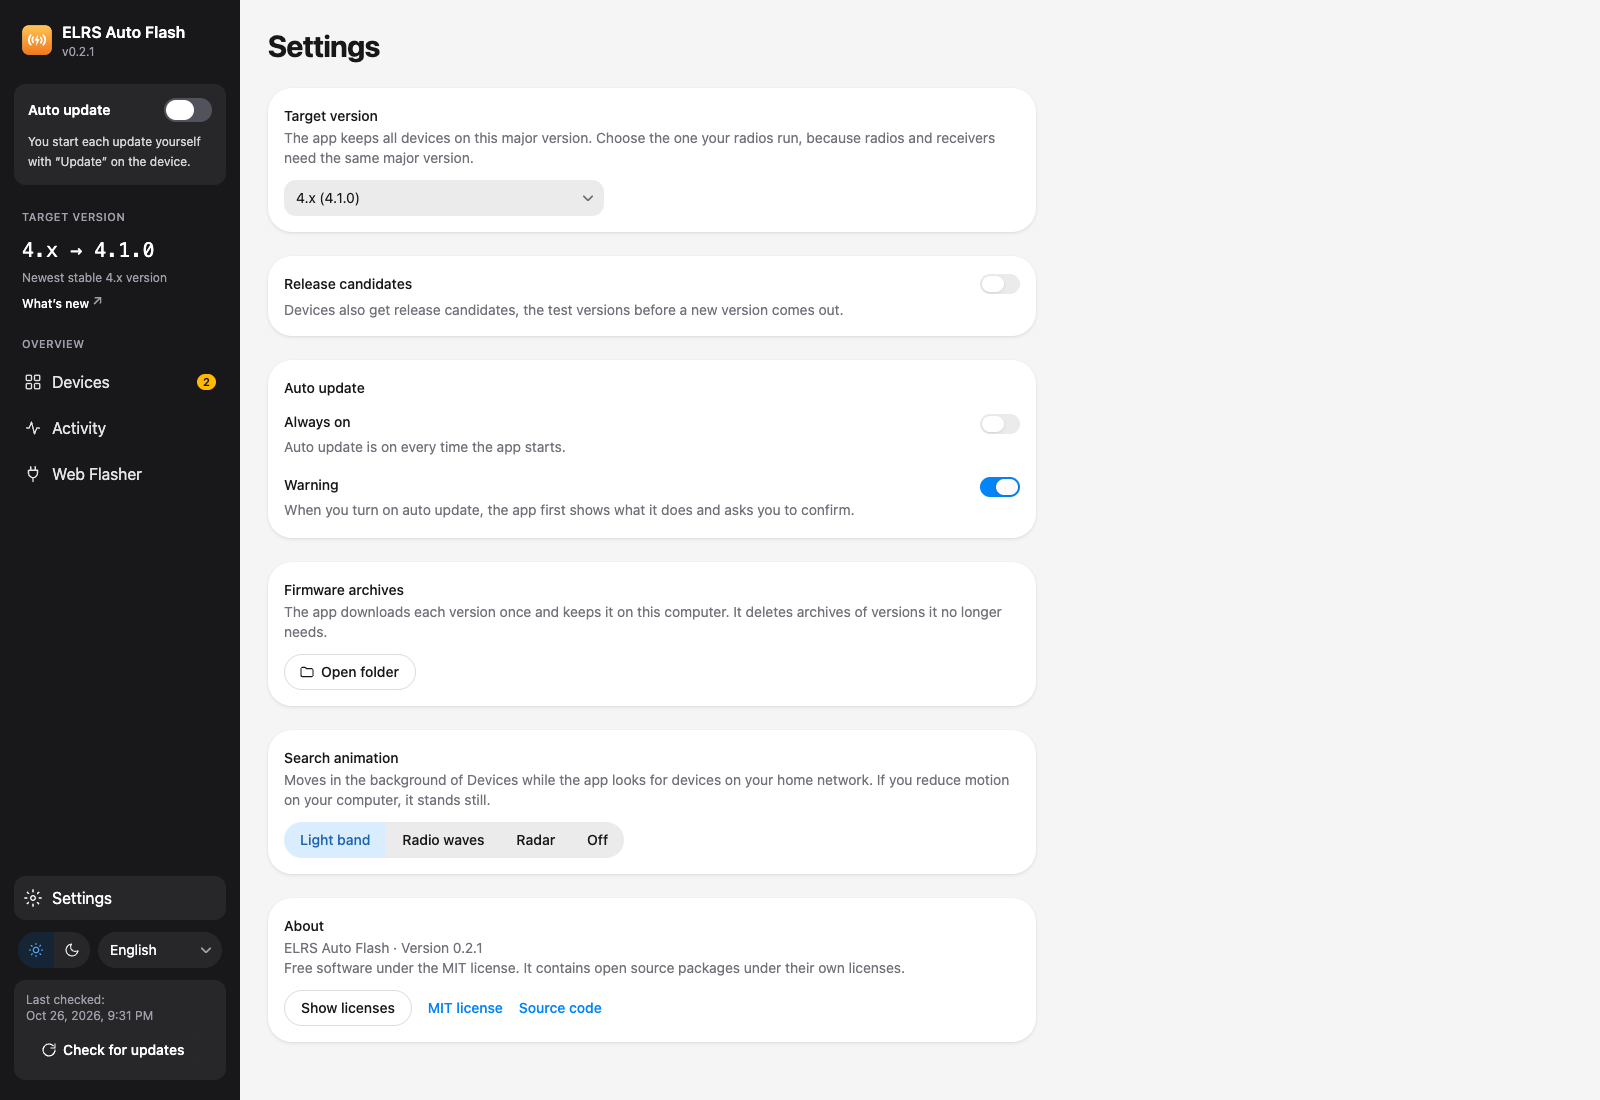 ELRS Auto Flash
v0.2.1
Auto update
You start each update yourself
with "Update" on the device.
TARGET VERSION
4.x → 4.1.0
Newest stable 4.x version
What's new ↗
OVERVIEW
Devices
2
Activity
Web Flasher
Settings
English
Last checked:
Oct 26, 2026, 9:31 PM
Check for updates
Settings
Target version
The app keeps all devices on this major version. Choose the one your radios run, because radios and receivers
need the same major version.
4.x (4.1.0)
Release candidates
Devices also get release candidates, the test versions before a new version comes out.
Auto update
Always on
Auto update is on every time the app starts.
Warning
When you turn on auto update, the app first shows what it does and asks you to confirm.
Firmware archives
The app downloads each version once and keeps it on this computer. It deletes archives of versions it no longer
needs.
Open folder
Search animation
Moves in the background of Devices while the app looks for devices on your home network. If you reduce motion
on your computer, it stands still.
Light band Radio waves Radar Off
About
ELRS Auto Flash · Version 0.2.1
Free software under the MIT license. It contains open source packages under their own licenses.
Show licenses MIT license Source code